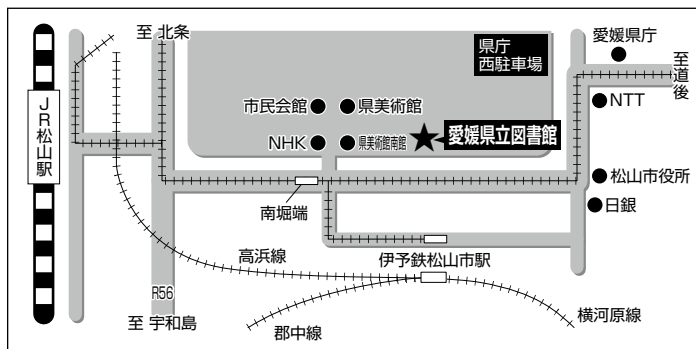 至 北条
県庁
西駐車場
愛媛県庁
至道後
市民会館
県美術館
NTT
NHK
県美術館南館
愛媛県立図書館
JR松山駅
南堀端
松山市役所
日銀
高浜線
伊予鉄松山市駅
R56
至 宇和島
郡中線
横河原線